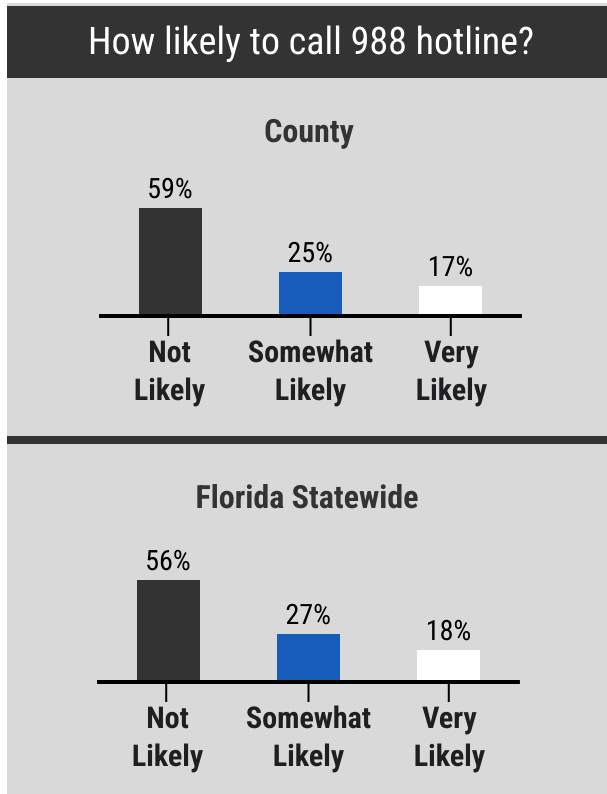 How likely to call 988 hotline?
County
59%
25%
17%
Not Likely
Somewhat Likely
Very Likely
Florida Statewide
56%
27%
18%
Not Likely
Somewhat Likely
Very Likely